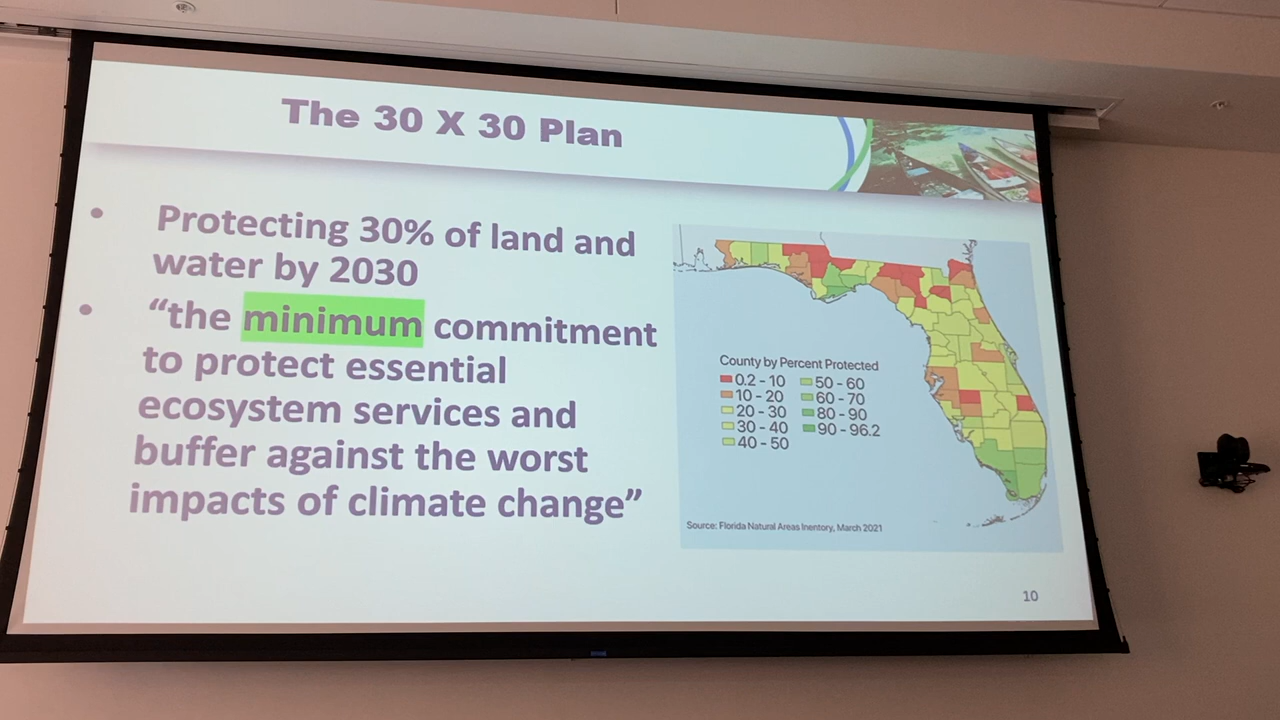 The 30 X 30 Plan
• Protecting 30% of land and
water by 2030
• “the minimum commitment
to protect essential
ecosystem services and
buffer against the worst
impacts of climate change”
County by Percent Protected
0.2 - 10
10 - 20
20 - 30
30 - 40
40 - 50
50 - 60
60 - 70
80 - 90
90 - 96.2
Source: Florida Natural Areas Inentory, March 2021
10